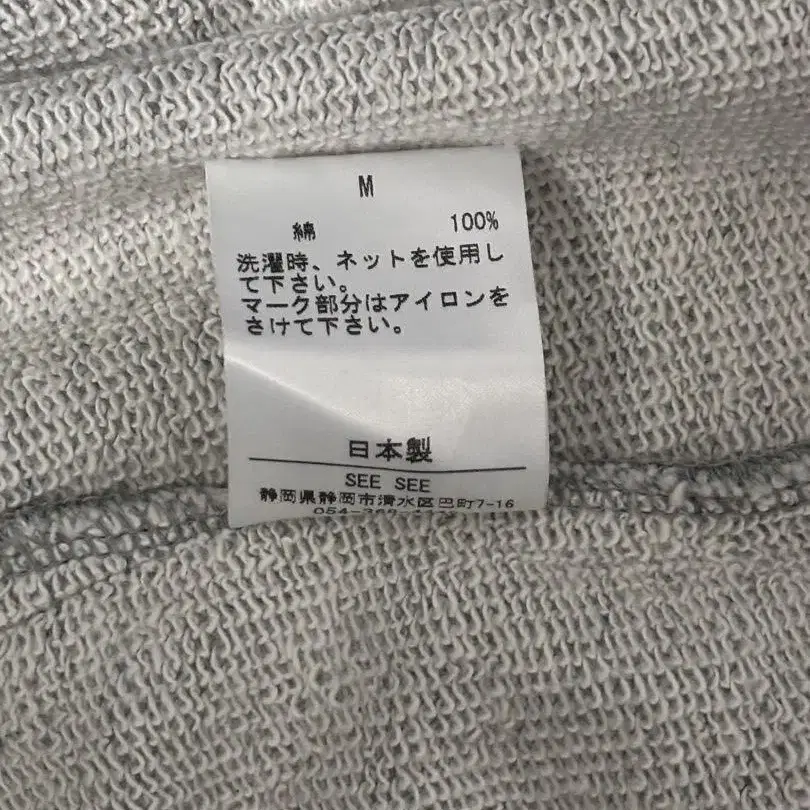 M
綿 100%
洗濯時、ネットを使用し
て下さい。
マーク部分はアイロンを
さけて下さい。
日本製
SEE SEE
静岡県静岡市清水区巴町7-16